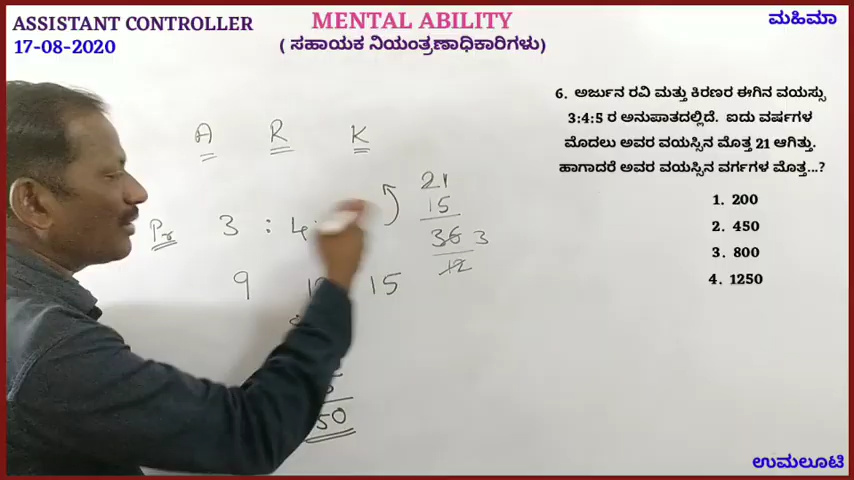 ASSISTANT CONTROLLER
17-08-2020
MENTAL ABILITY
( ಸಹಾಯಕ ನಿಯಂತ್ರಣಾಧಿಕಾರಿಗಳು)
ಮಹಿಮಾ
6. ಅರ್ಜುನ ರವಿ ಮತ್ತು ಕಿರಣರ ಈಗಿನ ವಯಸ್ಸು
3:4:5 ರ ಅನುಪಾತದಲ್ಲಿದೆ. ಐದು ವರ್ಷಗಳ
ಮೊದಲು ಅವರ ವಯಸ್ಸಿನ ಮೊತ್ತ 21 ಆಗಿತ್ತು.
ಹಾಗಾದರೆ ಅವರ ವಯಸ್ಸಿನ ವರ್ಗಗಳ ಮೊತ್ತ...?
1. 200
2. 450
3. 800
4. 1250
A R K
21
15
Pr 3 : 4
36 3
12
9 15
50
ಉಮಲೂಟಿ